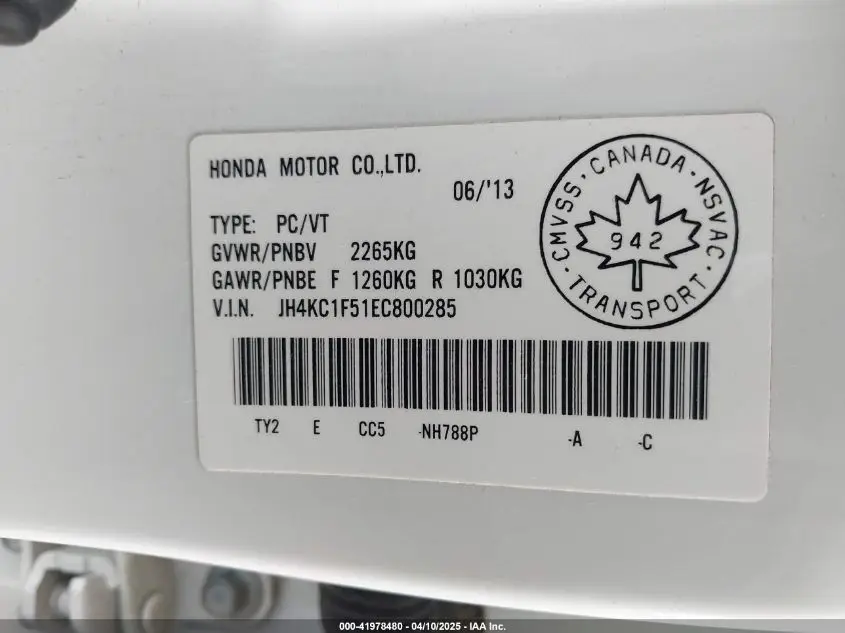 HONDA MOTOR CO.,LTD.
06/'13
TYPE: PC/VT
GVWR/PNBV 2265KG
GAWR/PNBE F 1260KG R 1030KG
V.I.N. JH4KC1F51EC800285
CMVSS · CANADA · NSVAC · TRANSPORT ·
942
TY2 E CC5 -NH788P -A -C
000-41978480 - 04/10/2025 - IAA Inc.